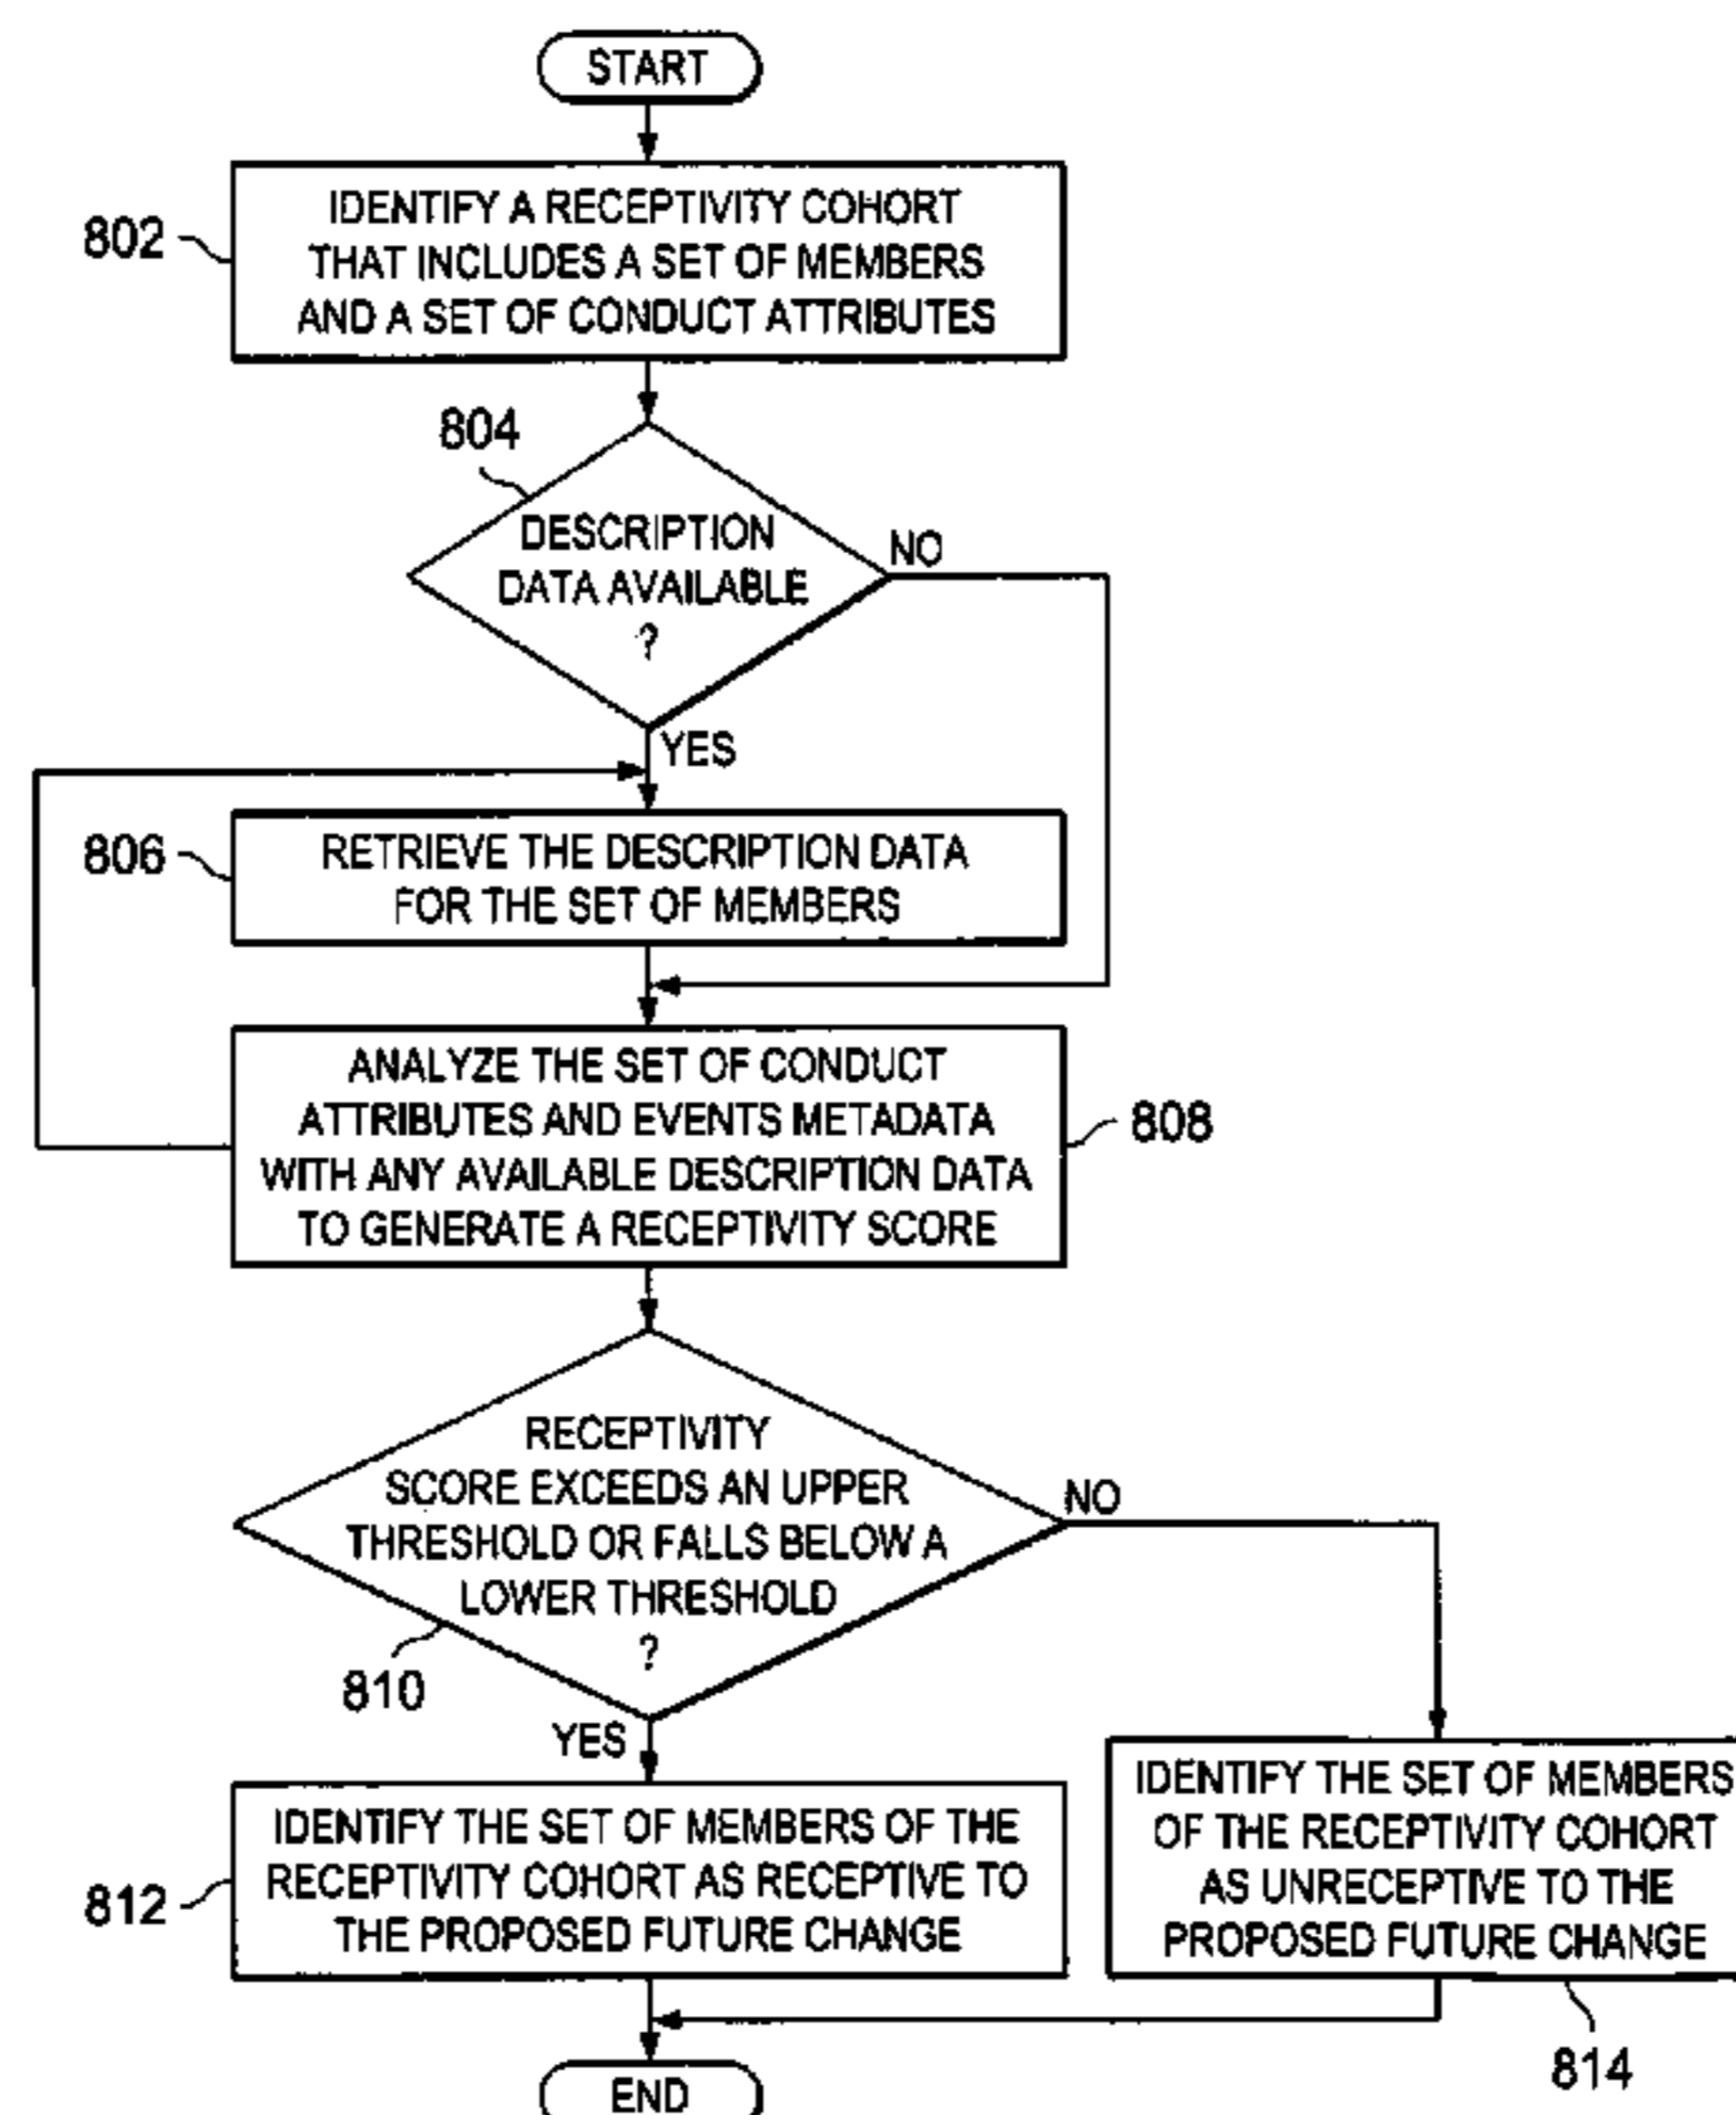 START
802
IDENTIFY A RECEPTIVITY COHORT
THAT INCLUDES A SET OF MEMBERS
AND A SET OF CONDUCT ATTRIBUTES
804
DESCRIPTION
DATA AVAILABLE
?
NO
YES
806
RETRIEVE THE DESCRIPTION DATA
FOR THE SET OF MEMBERS
ANALYZE THE SET OF CONDUCT
ATTRIBUTES AND EVENTS METADATA
WITH ANY AVAILABLE DESCRIPTION DATA
TO GENERATE A RECEPTIVITY SCORE
808
RECEPTIVITY
SCORE EXCEEDS AN UPPER
THRESHOLD OR FALLS BELOW A
LOWER THRESHOLD
?
NO
810
YES
812
IDENTIFY THE SET OF MEMBERS OF THE
RECEPTIVITY COHORT AS RECEPTIVE TO
THE PROPOSED FUTURE CHANGE
IDENTIFY THE SET OF MEMBERS
OF THE RECEPTIVITY COHORT
AS UNRECEPTIVE TO THE
PROPOSED FUTURE CHANGE
814
END